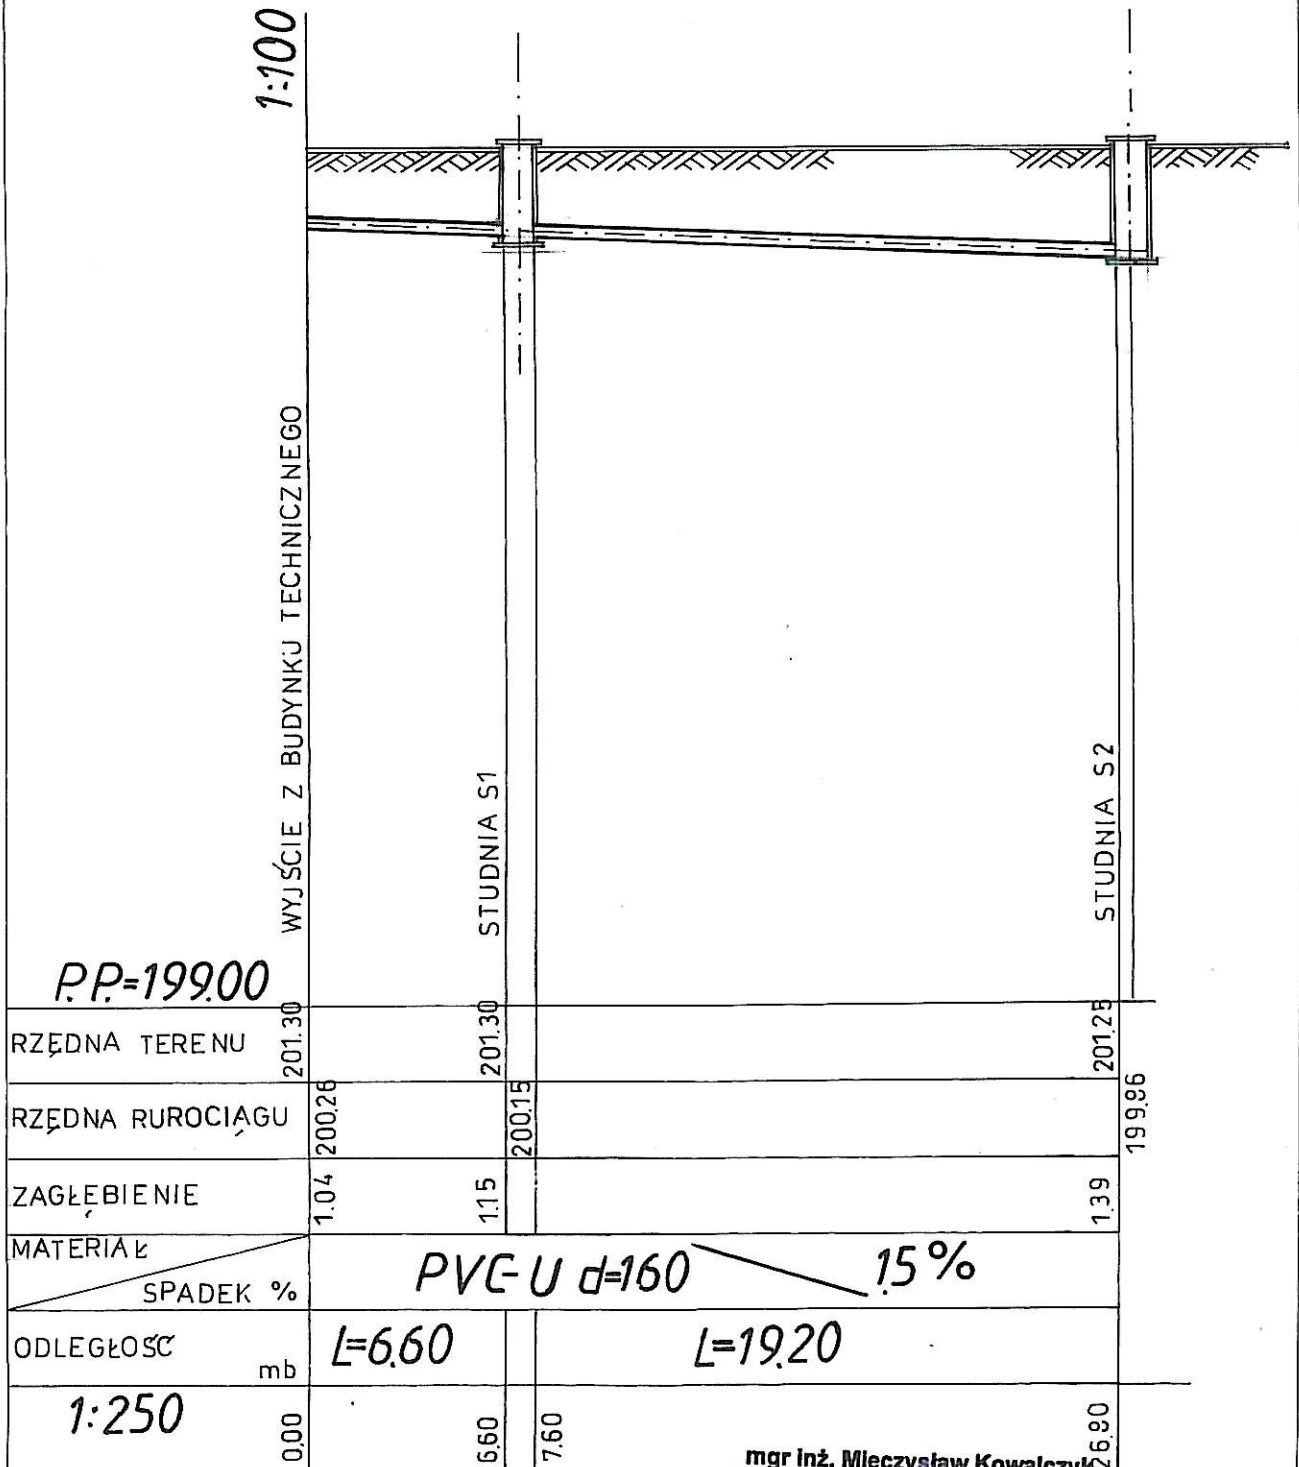 1:100
WYJŚCIE Z BUDYNKU TECHNICZNEGO
STUDNIA S1
STUDNIA S2
P.P.=199.00
RZĘDNA TERENU 201.30 201.30 201.25
RZĘDNA RUROCIĄGU 200.26 200.15 199.86
ZAGŁĘBIENIE 1.04 1.15 1.39
MATERIAŁ
SPADEK %
PVC-U d=160 1,5%
ODLEGŁOŚĆ
mb
L=6,60 L=19,20
1:250
0,00 6,60 7.60 26.80
mgr inż. Mieczysław Kowalczyk